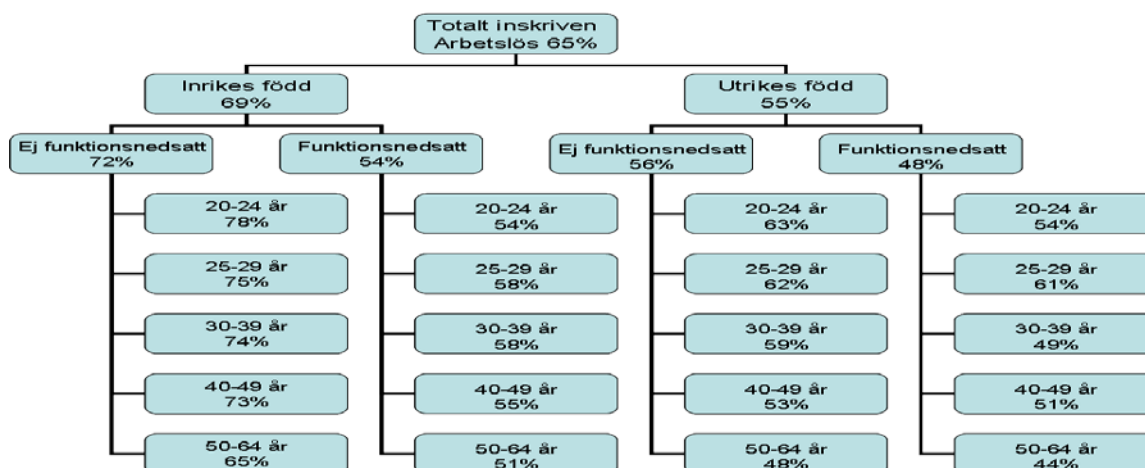 Totalt inskriven
Arbetslös 65%
Inrikes född
69%
Utrikes född
55%
Ej funktionsnedsatt
72%
Funktionsnedsatt
54%
Ej funktionsnedsatt
56%
Funktionsnedsatt
48%
20-24 år
78%
20-24 år
54%
20-24 år
63%
20-24 år
54%
25-29 år
75%
25-29 år
58%
25-29 år
62%
25-29 år
61%
30-39 år
74%
30-39 år
58%
30-39 år
59%
30-39 år
49%
40-49 år
73%
40-49 år
55%
40-49 år
53%
40-49 år
51%
50-64 år
65%
50-64 år
51%
50-64 år
48%
50-64 år
44%